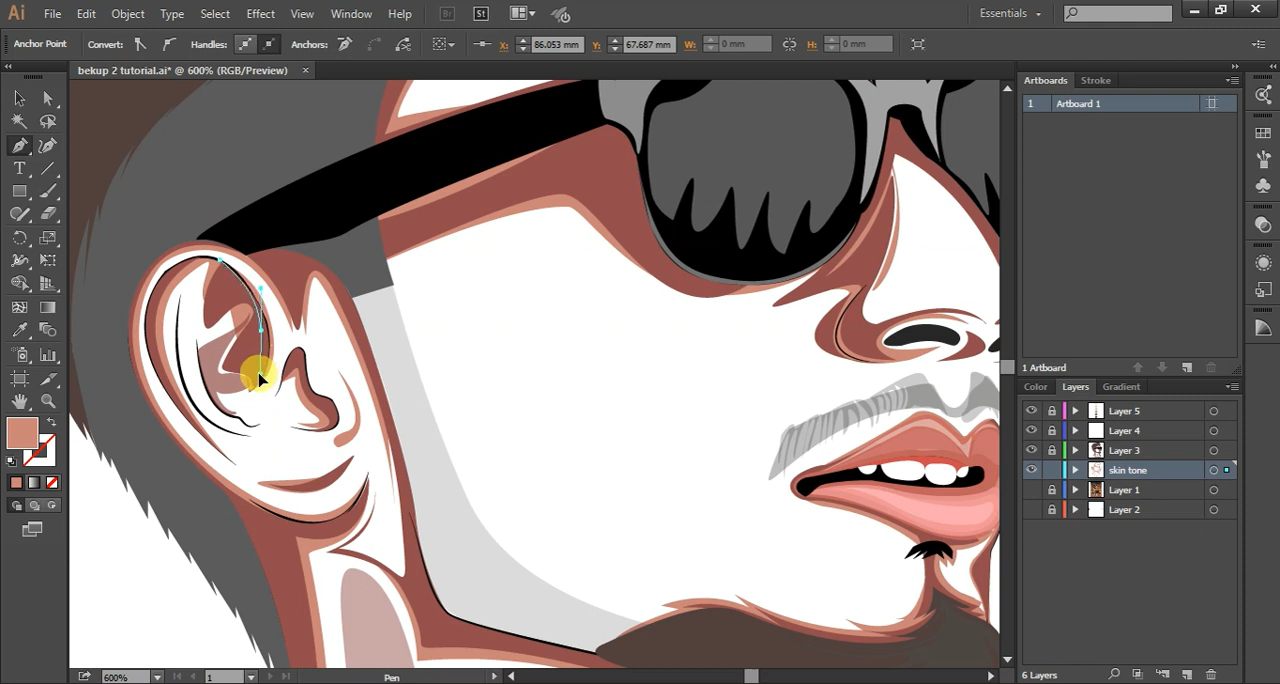 Ai File Edit Object Type Select Effect View Window Help Br St Essentials
Anchor Point Convert: Handles: Anchors: X: 86.053 mm Y: 67.687 mm W: 0 mm H: 0 mm
bekup 2 tutorial.ai* @ 600% (RGB/Preview) ×
Artboards Stroke
1 Artboard 1
1 Artboard
Color Layers Gradient
Layer 5
Layer 4
Layer 3
skin tone
Layer 1
Layer 2
6 Layers
600% 1 Pen